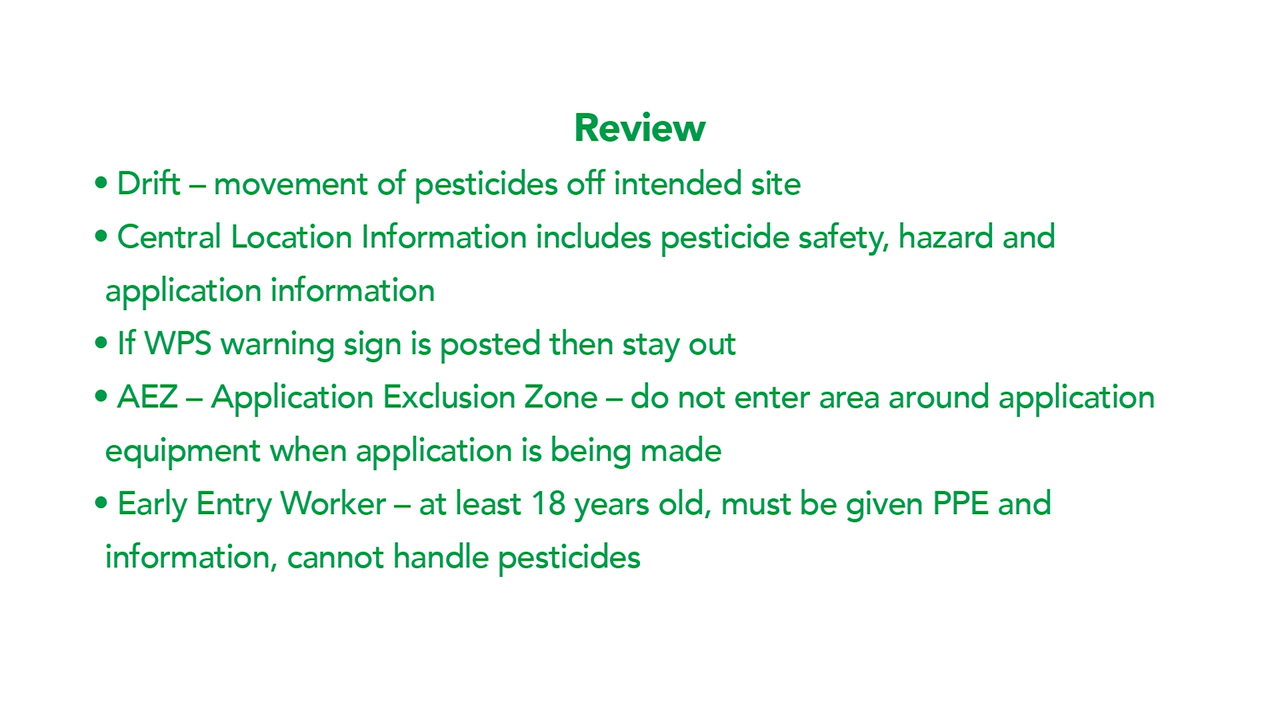 Review
• Drift – movement of pesticides off intended site
• Central Location Information includes pesticide safety, hazard and
application information
• If WPS warning sign is posted then stay out
• AEZ – Application Exclusion Zone – do not enter area around application
equipment when application is being made
• Early Entry Worker – at least 18 years old, must be given PPE and
information, cannot handle pesticides